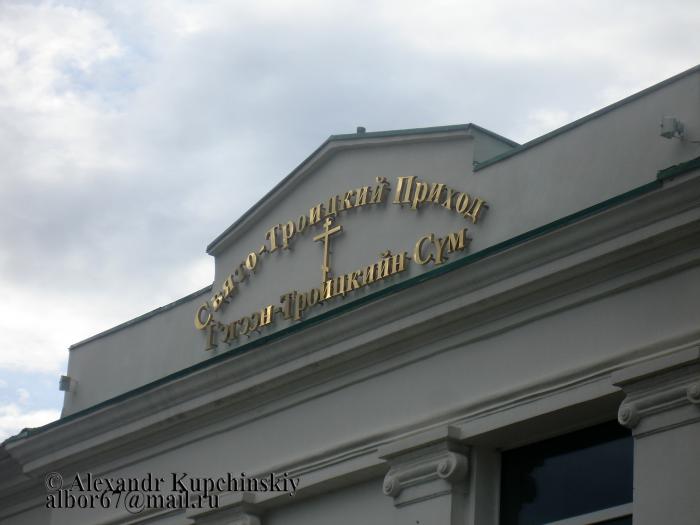 Свято-Троицкий Приход
Гэгээн-Троицкийн Сүм
© Alexandr Kupchinskiy
albor67@mail.ru